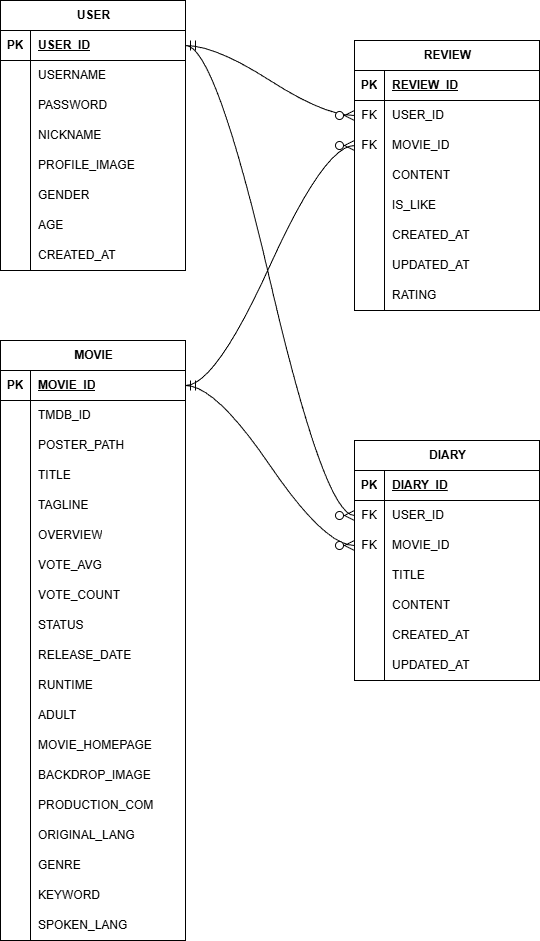 USER
PK USER_ID
USERNAME
PASSWORD
NICKNAME
PROFILE_IMAGE
GENDER
AGE
CREATED_AT
REVIEW
PK REVIEW_ID
FK USER_ID
FK MOVIE_ID
CONTENT
IS_LIKE
CREATED_AT
UPDATED_AT
RATING
MOVIE
PK MOVIE_ID
TMDB_ID
POSTER_PATH
TITLE
TAGLINE
OVERVIEW
VOTE_AVG
VOTE_COUNT
STATUS
RELEASE_DATE
RUNTIME
ADULT
MOVIE_HOMEPAGE
BACKDROP_IMAGE
PRODUCTION_COM
ORIGINAL_LANG
GENRE
KEYWORD
SPOKEN_LANG
DIARY
PK DIARY_ID
FK USER_ID
FK MOVIE_ID
TITLE
CONTENT
CREATED_AT
UPDATED_AT